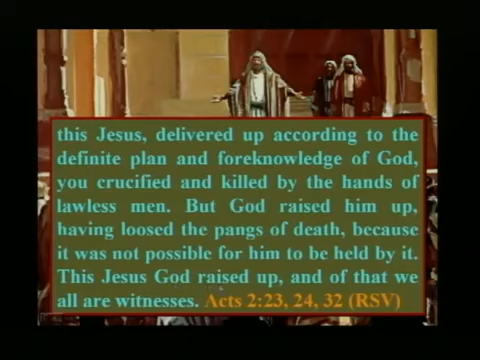 this Jesus, delivered up according to the
definite plan and foreknowledge of God,
you crucified and killed by the hands of
lawless men. But God raised him up,
having loosed the pangs of death, because
it was not possible for him to be held by it.
This Jesus God raised up, and of that we
all are witnesses. Acts 2:23, 24, 32 (RSV)